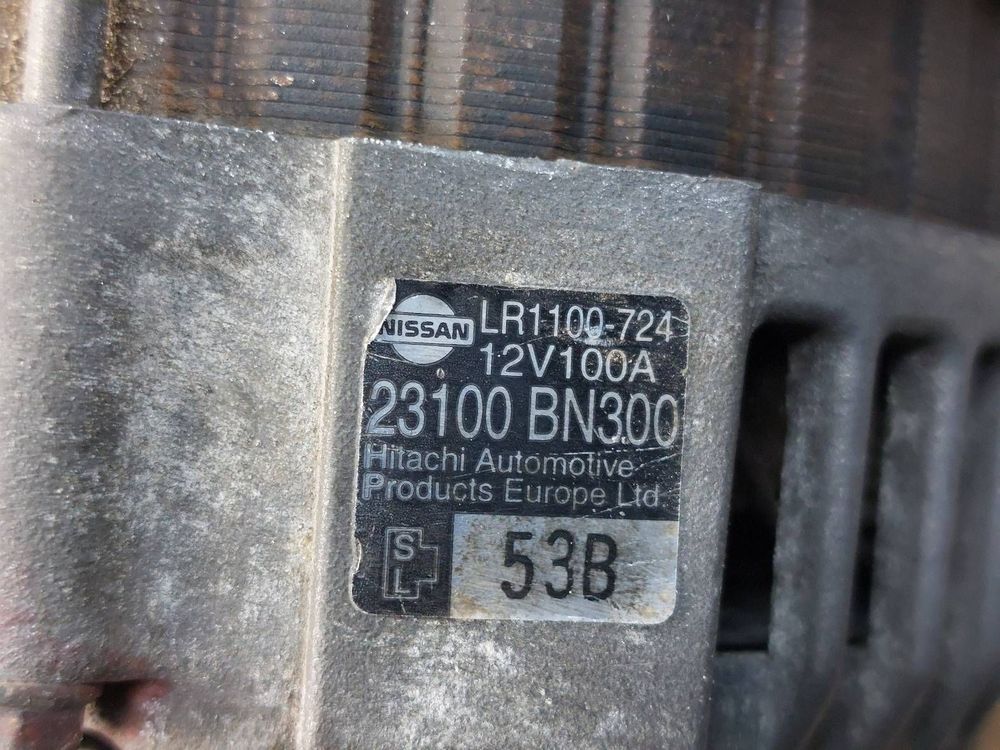 NISSAN
LR1100-724
12V100A
23100 BN300
Hitachi Automotive
Products Europe Ltd
S
L
53B